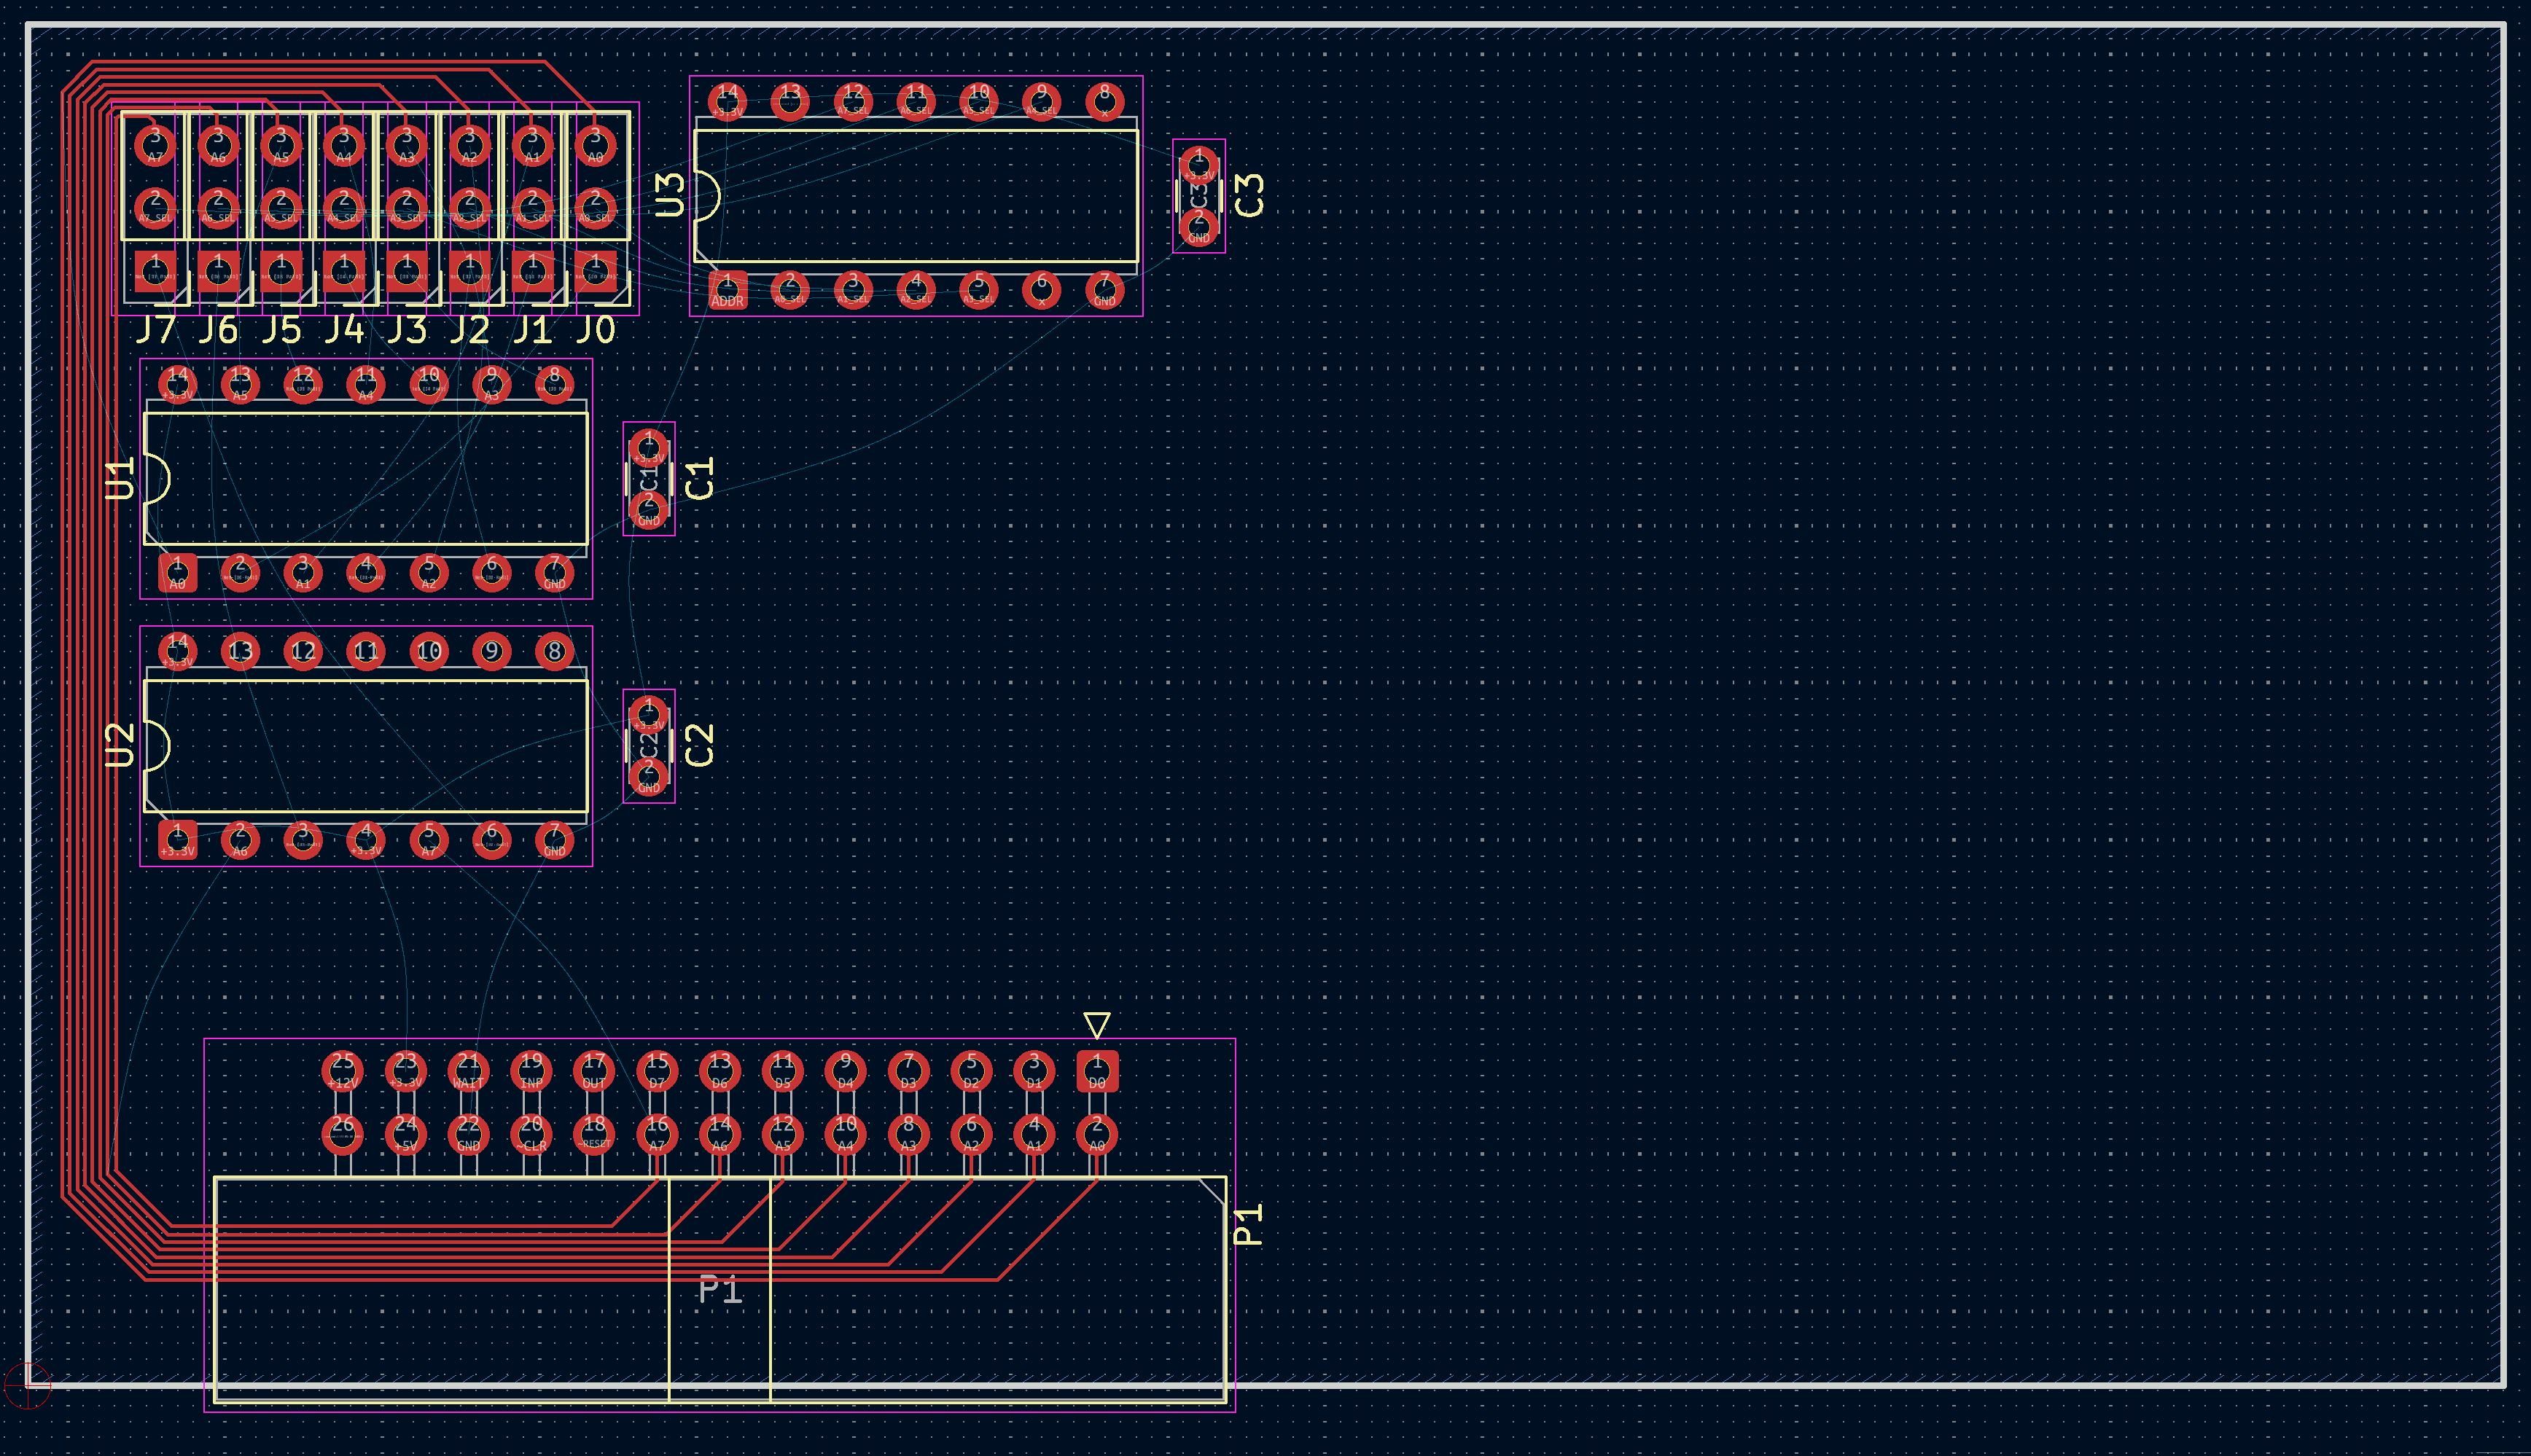 14 13 12 11 10 9 8
+3.3V A7_SEL A6_SEL A5_SEL A4_SEL x
3 3 3 3 3 3 3 3
A7 A6 A5 A4 A3 A2 A1 A0
1
+3.3V
U3
C3
C3
2
GND
2 2 2 2 2 2 2 2
A7_SEL A6_SEL A5_SEL A4_SEL A3_SEL A2_SEL A1_SEL A0_SEL
1 1 1 1 1 1 1 1
1 2 3 4 5 6 7
ADDR A0_SEL A1_SEL A2_SEL A3_SEL x GND
J7 J6 J5 J4 J3 J2 J1 J0
14 13 12 11 10 9 8
+3.3V A5 A4 A3
1
+3.3V
U1
C1
C1
2
GND
1 2 3 4 5 6 7
A0 A1 A2 GND
14 13 12 11 10 9 8
+3.3V
1
+3.3V
U2
C2
C2
2
GND
1 2 3 4 5 6 7
+3.3V A6 +3.3V A7 GND
25 23 21 19 17 15 13 11 9 7 5 3 1
+12V +3.3V WAIT INP OUT D7 D6 D5 D4 D3 D2 D1 D0
26 24 22 20 18 16 14 12 10 8 6 4 2
+5V GND ~CLR ~RESET A7 A6 A5 A4 A3 A2 A1 A0
P1
P1